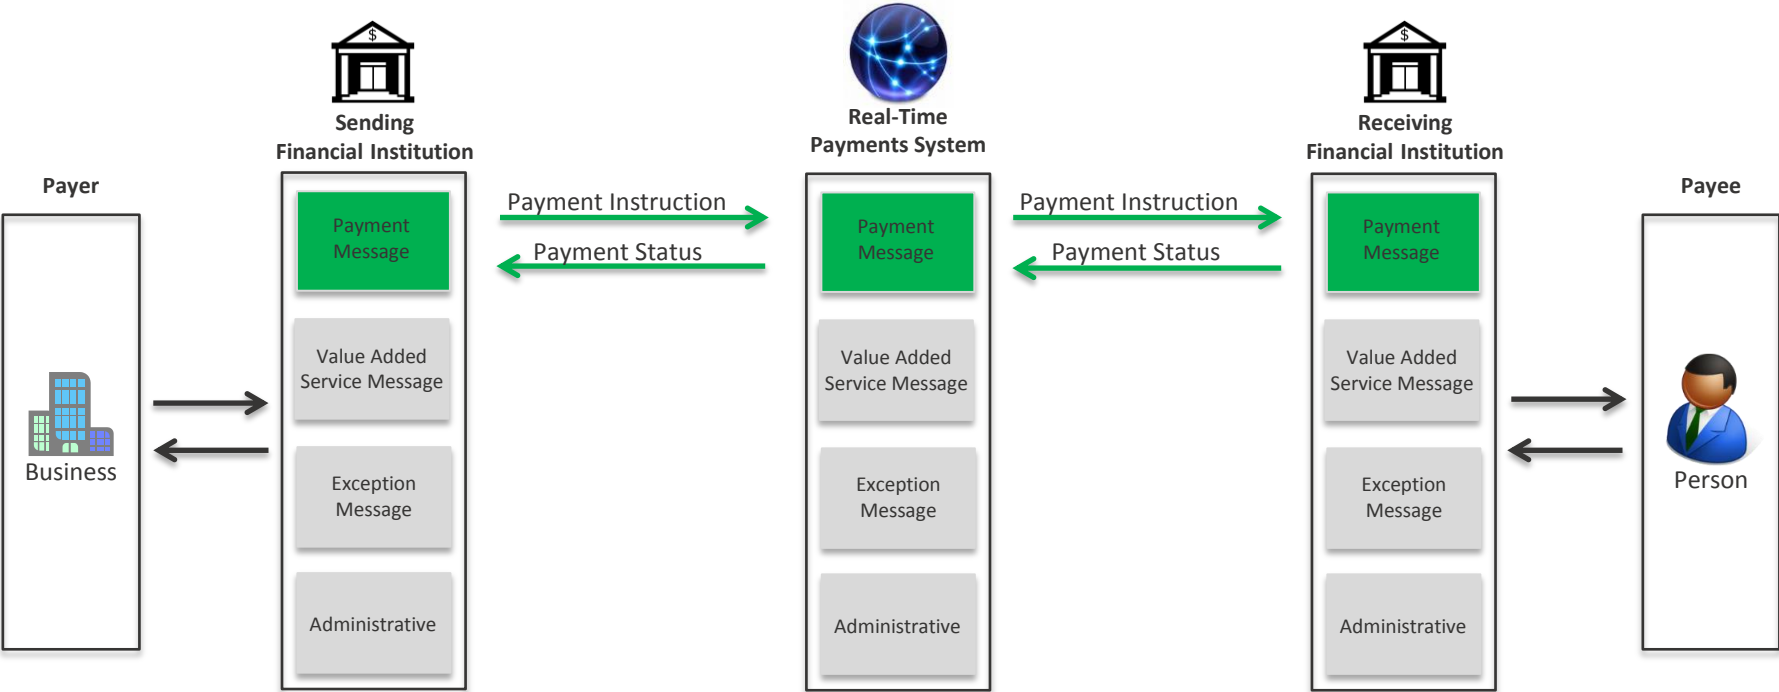 $
Sending
Financial Institution
Real-Time
Payments System
$
Receiving
Financial Institution
Payer
Business
Payment
Message
Value Added
Service Message
Exception
Message
Administrative
Payment Instruction
Payment Status
Payment
Message
Value Added
Service Message
Exception
Message
Administrative
Payment Instruction
Payment Status
Payment
Message
Value Added
Service Message
Exception
Message
Administrative
Payee
Person